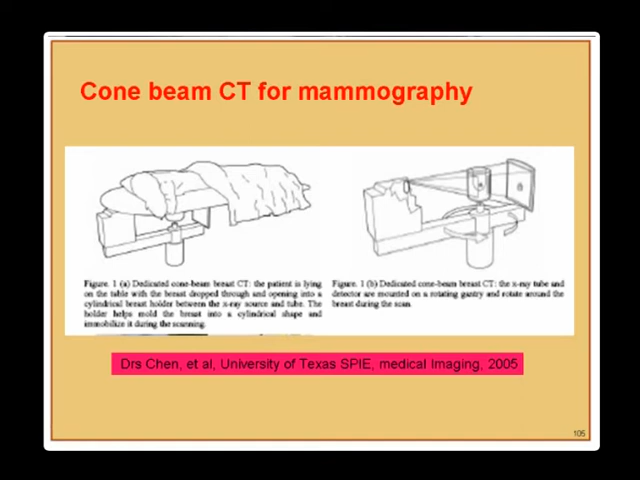 Cone beam CT for mammography
Figure. 1 (a) Dedicated cone-beam breast CT: the patient is lying
on the table with the breast dropped through and opening into a
cylindrical breast holder between the x-ray source and tube. The
holder helps mold the breast into a cylindrical shape and
immobilize it during the scanning.
Figure. 1 (b) Dedicated cone-beam breast CT: the x-ray tube and
detector are mounted on a rotating gantry and rotate around the
breast during the scan.
Drs Chen, et al, University of Texas SPIE, medical Imaging, 2005
105